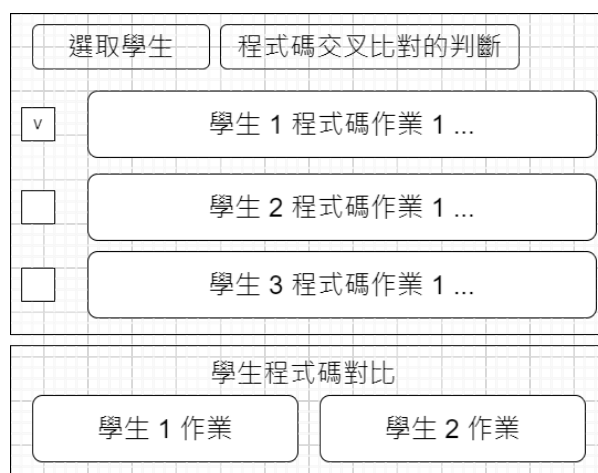 選取學生 程式碼交叉比對的判斷
v 學生 1 程式碼作業 1 ...
學生 2 程式碼作業 1 ...
學生 3 程式碼作業 1 ...
學生程式碼對比
學生 1 作業 學生 2 作業